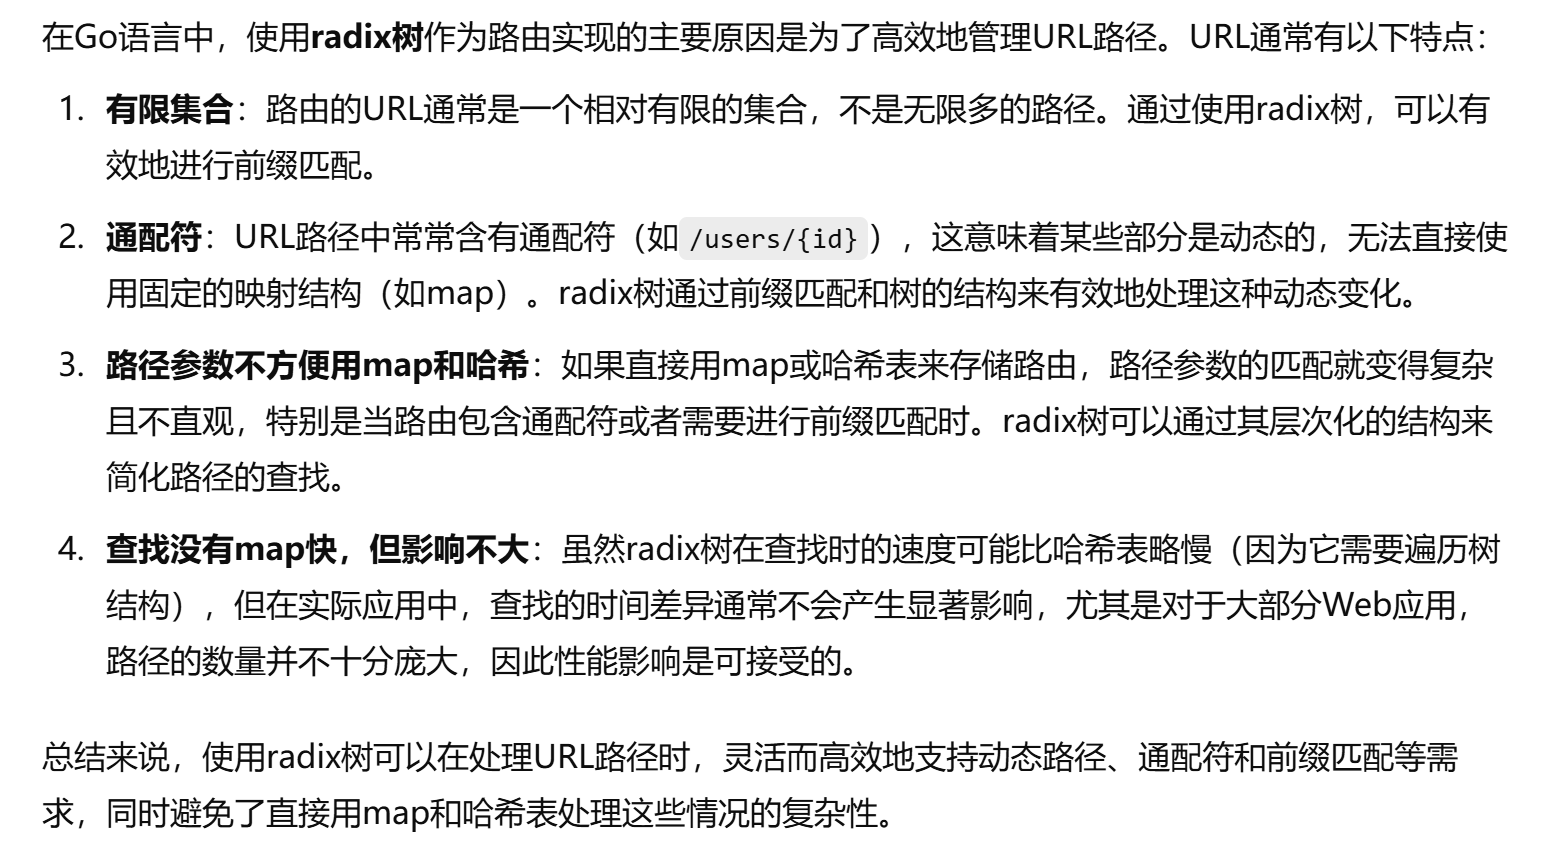 在Go语言中，使用radix树作为路由实现的主要原因是为了高效地管理URL路径。URL通常有以下特点：
1. 有限集合：路由的URL通常是一个相对有限的集合，不是无限多的路径。通过使用radix树，可以有
效地进行前缀匹配。
2. 通配符：URL路径中常常含有通配符（如 /users/{id} ），这意味着某些部分是动态的，无法直接使
用固定的映射结构（如map）。radix树通过前缀匹配和树的结构来有效地处理这种动态变化。
3. 路径参数不方便用map和哈希：如果直接用map或哈希表来存储路由，路径参数的匹配就变得复杂
且不直观，特别是当路由包含通配符或者需要进行前缀匹配时。radix树可以通过其层次化的结构来
简化路径的查找。
4. 查找没有map快，但影响不大：虽然radix树在查找时的速度可能比哈希表略慢（因为它需要遍历树
结构），但在实际应用中，查找的时间差异通常不会产生显著影响，尤其是对于大部分Web应用，
路径的数量并不十分庞大，因此性能影响是可接受的。
总结来说，使用radix树可以在处理URL路径时，灵活而高效地支持动态路径、通配符和前缀匹配等需
求，同时避免了直接用map和哈希表处理这些情况的复杂性。